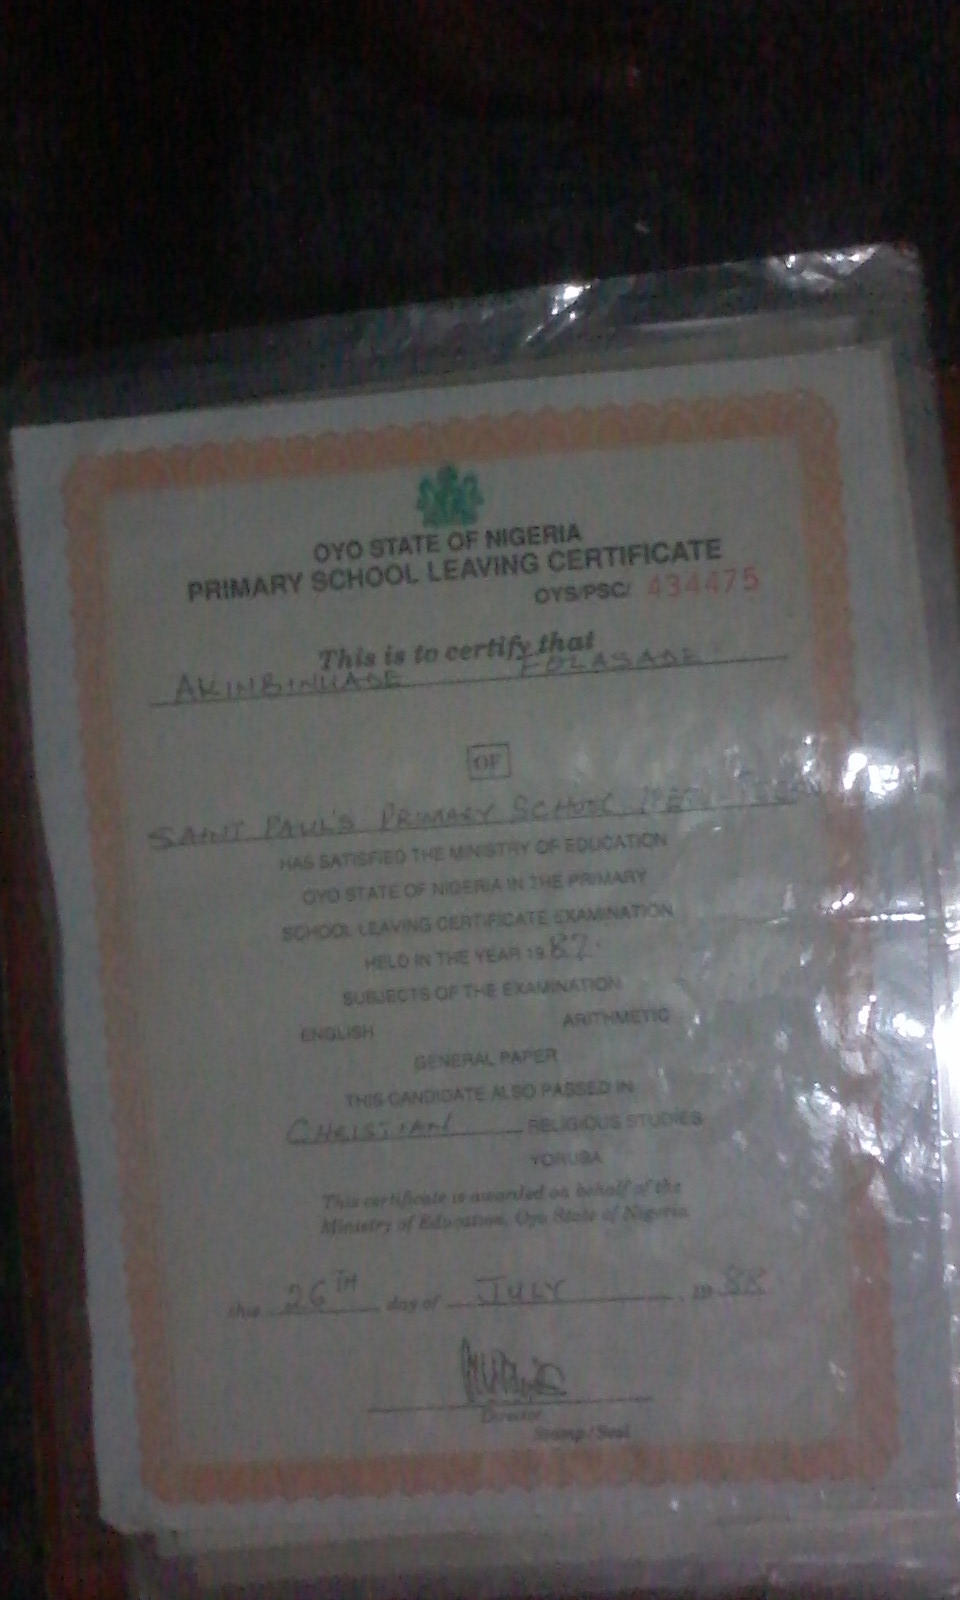 OYO STATE OF NIGERIA
PRIMARY SCHOOL LEAVING CERTIFICATE
OYS/PSC/ 434475
This is to certify that
FOLASADE
OF
SAINT PAUL'S PRIMARY SCHOOL
HAS SATISFIED THE MINISTRY OF EDUCATION
OYO STATE OF NIGERIA IN THE PRIMARY
SCHOOL LEAVING CERTIFICATE EXAMINATION
HELD IN THE YEAR 19
SUBJECTS OF THE EXAMINATION
ENGLISH ARITHMETIC
GENERAL PAPER
THIS CANDIDATE ALSO PASSED IN
CHRISTIAN RELIGIOUS STUDIES
YORUBA
This certificate is awarded on behalf of the
Ministry of Education, Oyo State of Nigeria
this 26TH day of JULY 19
Director
Stamp/Seal